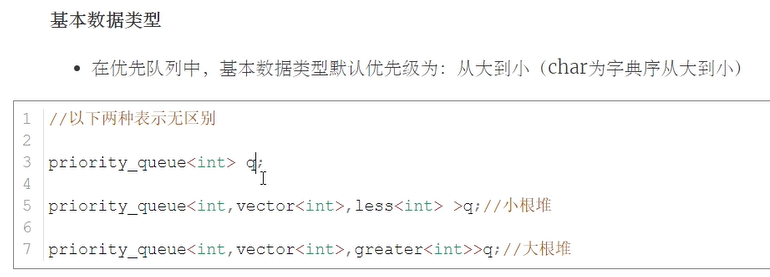 基本数据类型
• 在优先队列中，基本数据类型默认优先级为：从大到小（char为字典序从大到小）
1 //以下两种表示无区别
2
3 priority_queue<int> q;
4
5 priority_queue<int,vector<int>,less<int> >q;//小根堆
6
7 priority_queue<int,vector<int>,greater<int>>q;//大根堆